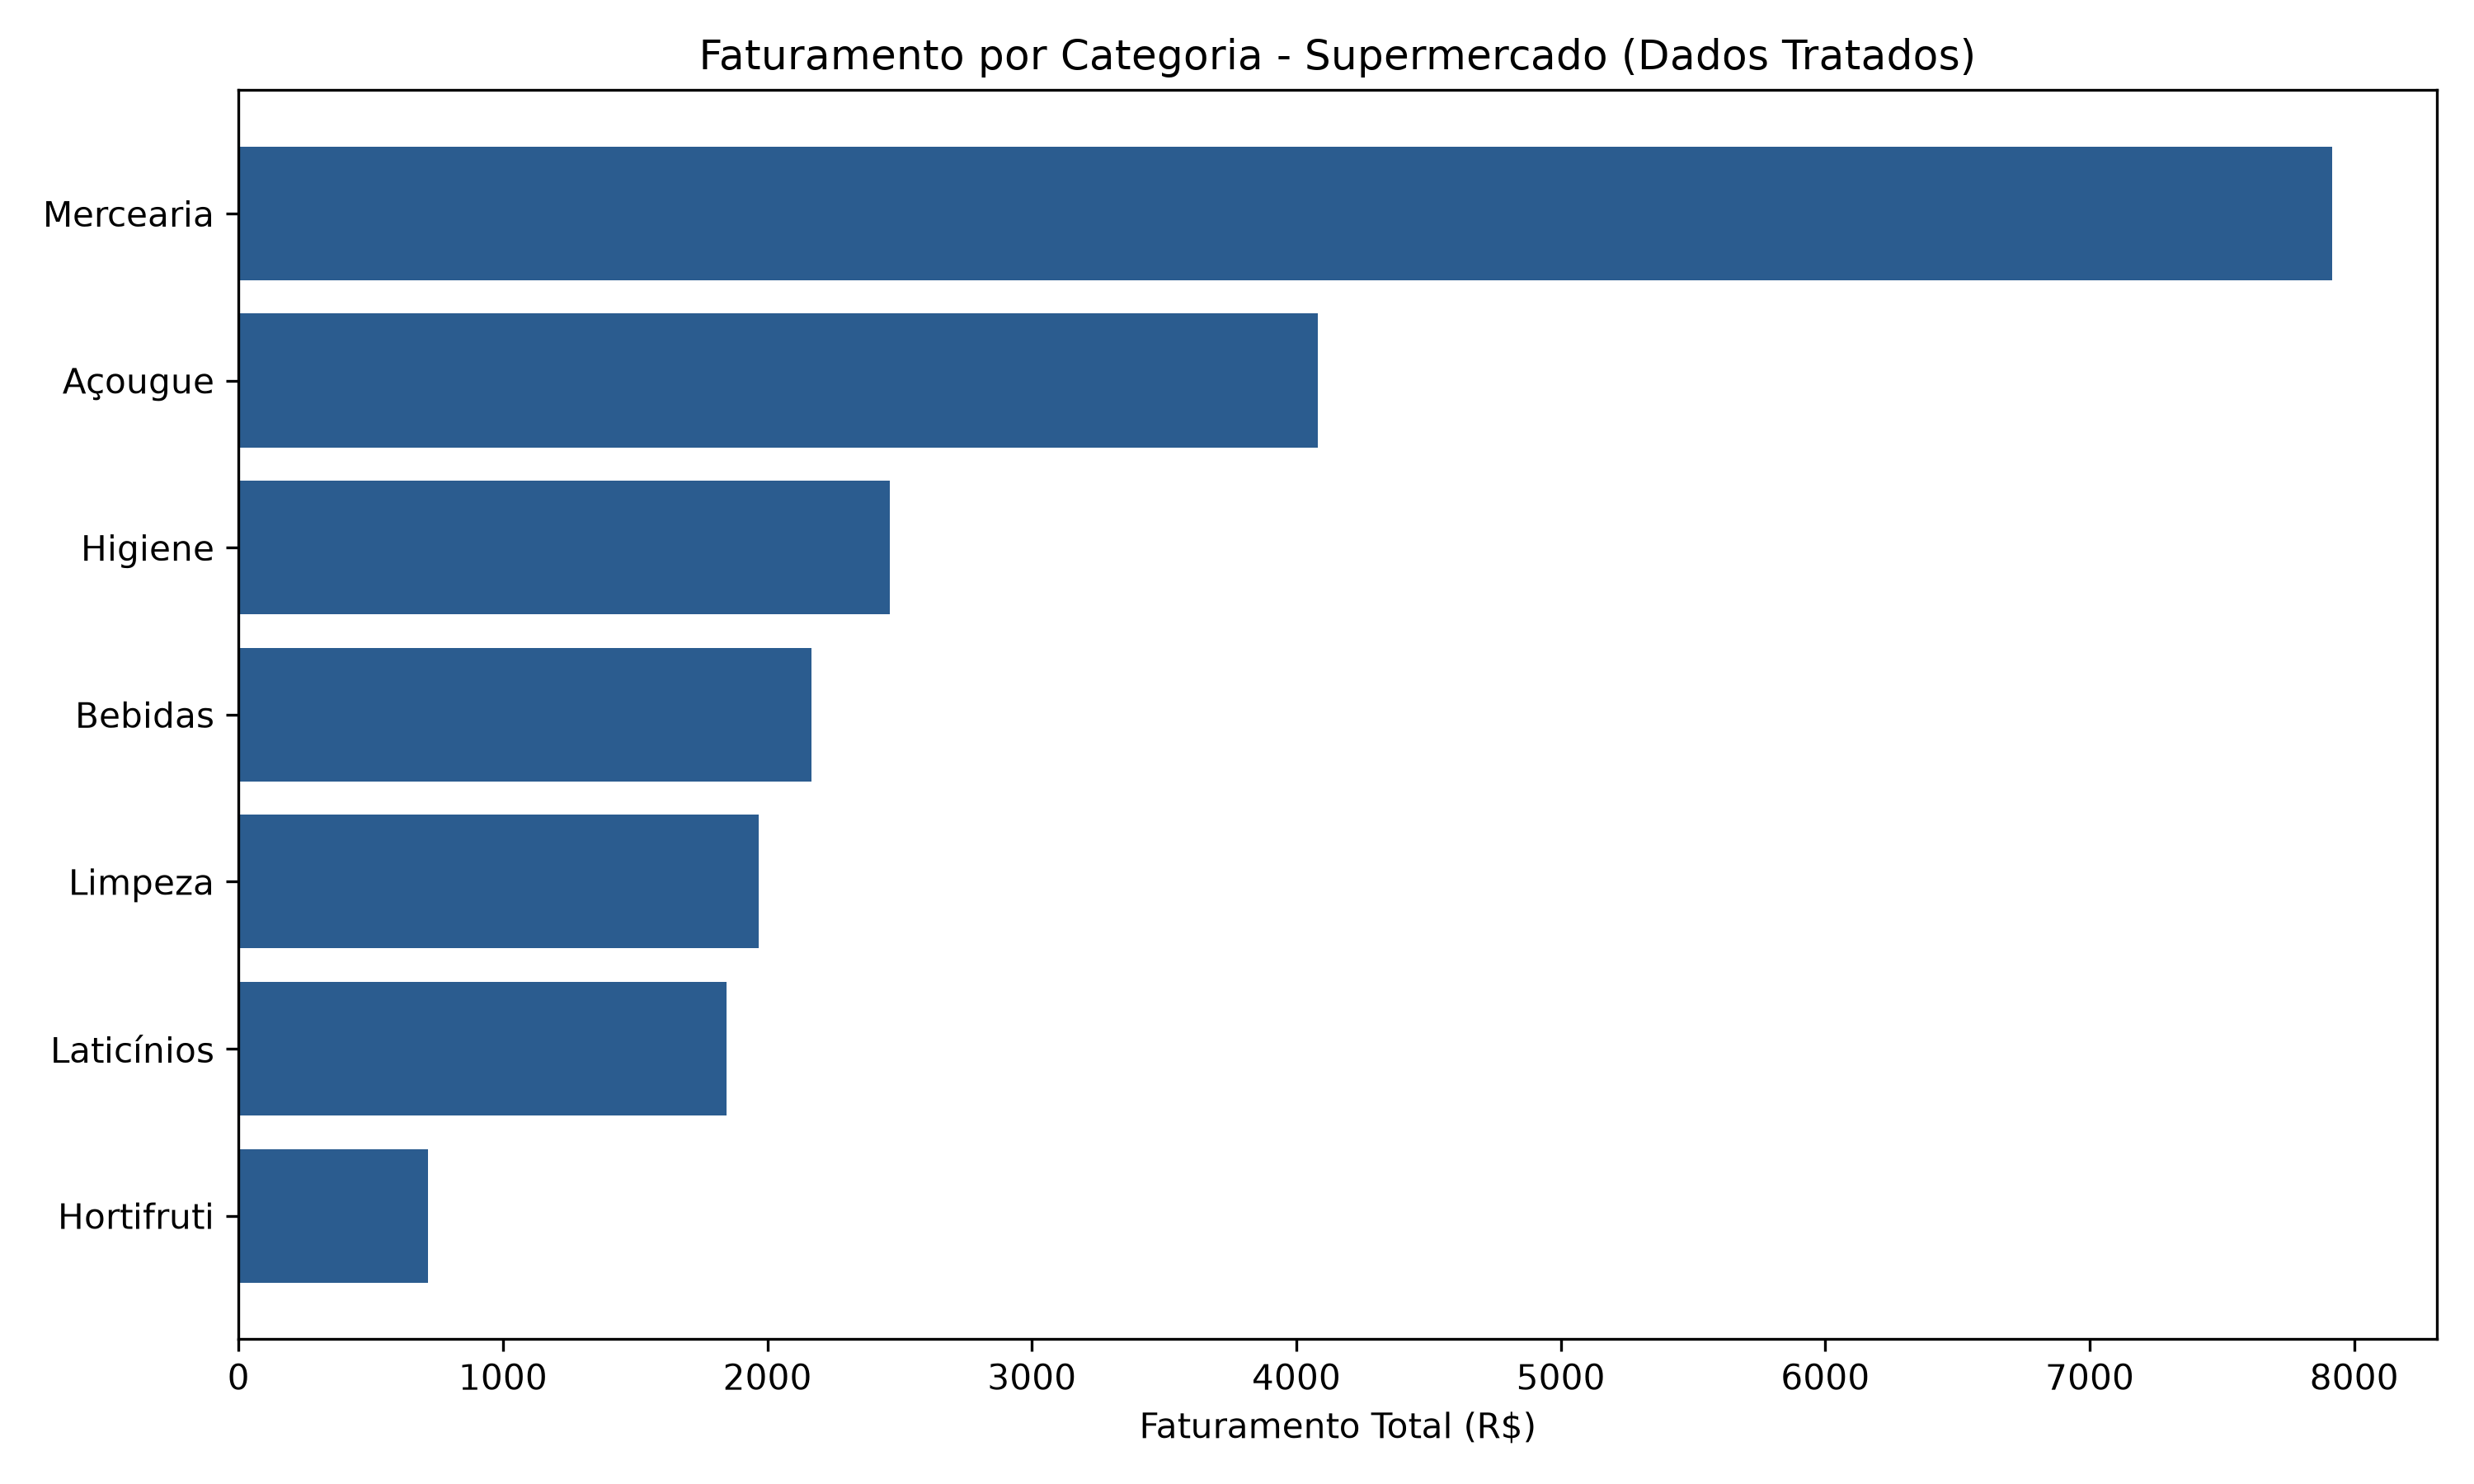 Faturamento por Categoria - Supermercado (Dados Tratados)
Mercearia
Açougue
Higiene
Bebidas
Limpeza
Laticínios
Hortifruti
0 1000 2000 3000 4000 5000 6000 7000 8000
Faturamento Total (R$)